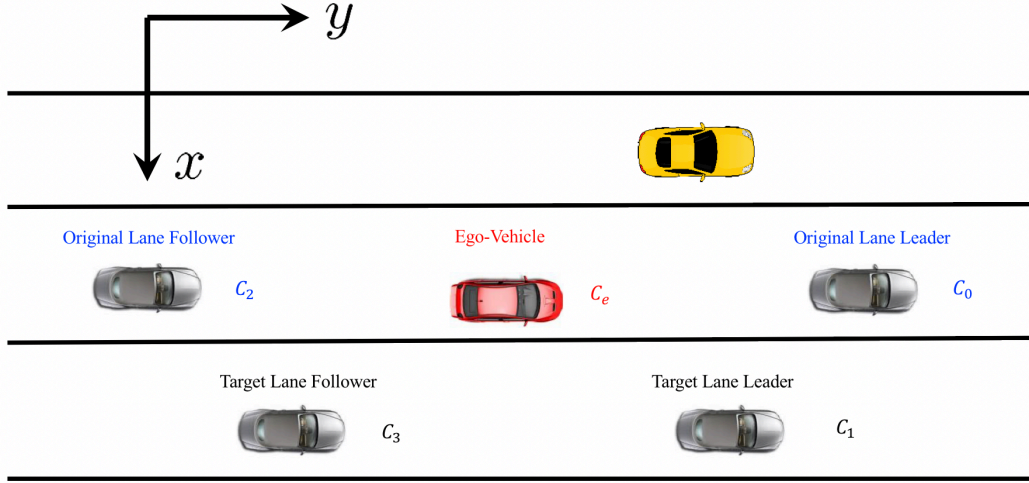 y
x
Original Lane Follower
Ego-Vehicle
Original Lane Leader
C₂
Cₑ
C₀
Target Lane Follower
Target Lane Leader
C₃
C₁